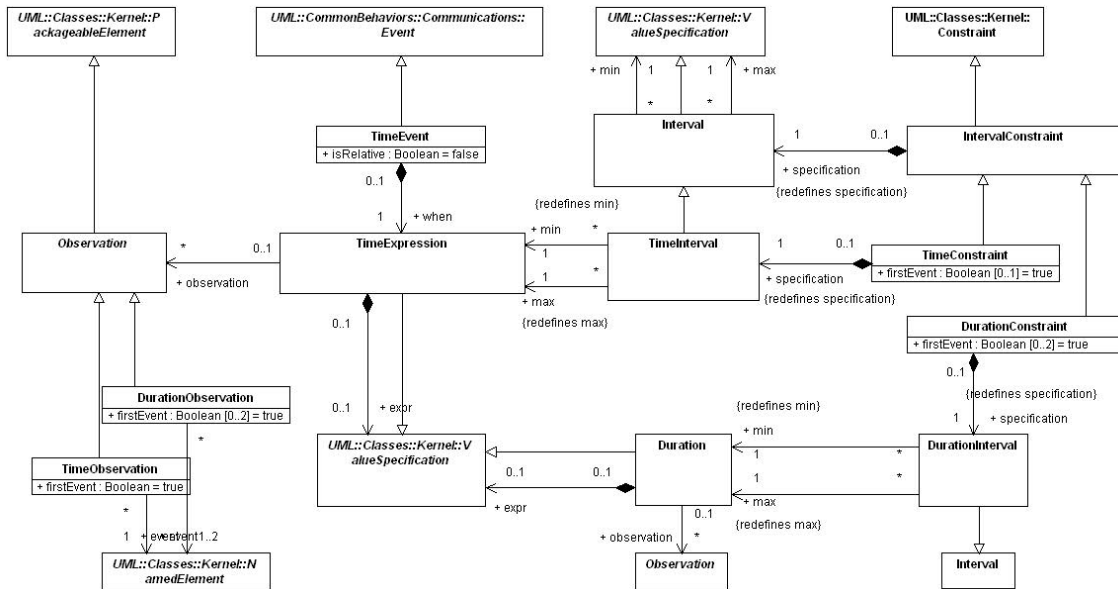 UML::Classes::Kernel::P
ackageableElement
UML::CommonBehaviors::Communications::
Event
UML::Classes::Kernel::V
alueSpecification
UML::Classes::Kernel::
Constraint
+ min
1
1
+ max
*
*
TimeEvent
+ isRelative : Boolean = false
Interval
1
0..1
IntervalConstraint
+ specification
{redefines specification}
0..1
1
+ when
{redefines min}
Observation
*
0..1
+ observation
TimeExpression
+ min
*
1
1
*
+ max
{redefines max}
TimeInterval
1
0..1
+ specification
{redefines specification}
TimeConstraint
+ firstEvent : Boolean [0..1] = true
0..1
DurationConstraint
+ firstEvent : Boolean [0..2] = true
0..1
{redefines specification}
1
+ specification
DurationObservation
+ firstEvent : Boolean [0..2] = true
*
0..1
+ expr
{redefines min}
UML::Classes::Kernel::V
alueSpecification
0..1
0..1
+ expr
Duration
+ min
1
*
1
*
+ max
{redefines max}
DurationInterval
TimeObservation
+ firstEvent : Boolean = true
*
1
+ event
event1..2
0..1
+ observation
*
UML::Classes::Kernel::N
amedElement
Observation
Interval